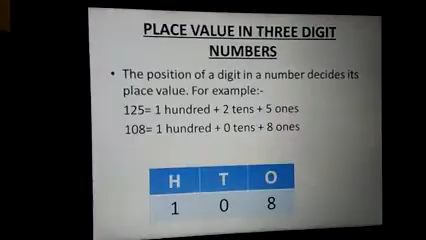 PLACE VALUE IN THREE DIGIT
NUMBERS
• The position of a digit in a number decides its
place value. For example:-
125= 1 hundred + 2 tens + 5 ones
108= 1 hundred + 0 tens + 8 ones
H T O
1 0 8